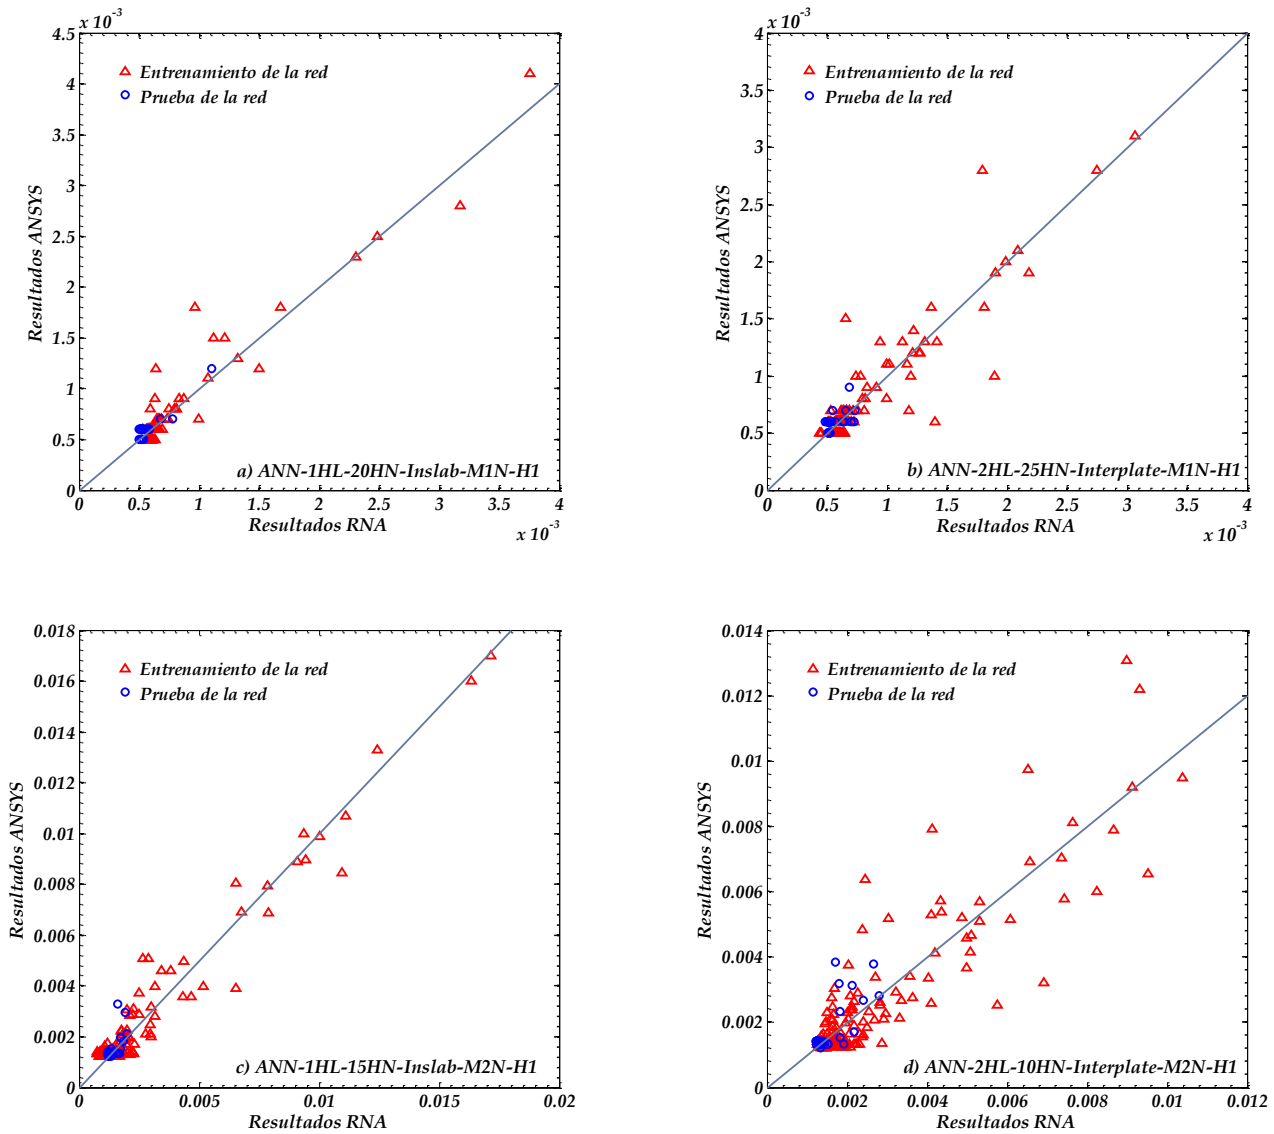 x 10-3
4.5
4
3.5
3
2.5
2
1.5
1
0.5
0
Resultados ANSYS
Entrenamiento de la red
Prueba de la red
a) ANN-1HL-20HN-Inslab-M1N-H1
0 0.5 1 1.5 2 2.5 3 3.5 4
Resultados RNA
x 10-3
x 10-3
4
3.5
3
2.5
2
1.5
1
0.5
0
Resultados ANSYS
Entrenamiento de la red
Prueba de la red
b) ANN-2HL-25HN-Interplate-M1N-H1
0 0.5 1 1.5 2 2.5 3 3.5 4
Resultados RNA
x 10-3
0.018
0.016
0.014
0.012
0.01
0.008
0.006
0.004
0.002
0
Resultados ANSYS
Entrenamiento de la red
Prueba de la red
c) ANN-1HL-15HN-Inslab-M2N-H1
0 0.005 0.01 0.015 0.02
Resultados RNA
0.014
0.012
0.01
0.008
0.006
0.004
0.002
0
Resultados ANSYS
Entrenamiento de la red
Prueba de la red
d) ANN-2HL-10HN-Interplate-M2N-H1
0 0.002 0.004 0.006 0.008 0.01 0.012
Resultados RNA